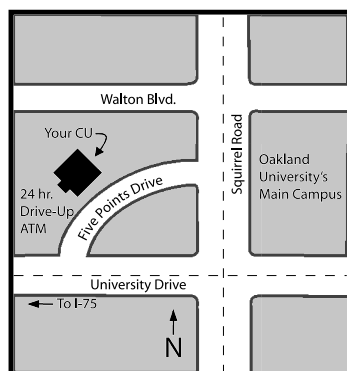 Walton Blvd.
Your CU
Squirrel Road
Oakland
University's
Main Campus
24 hr.
Drive-Up
ATM
Five Points Drive
University Drive
To I-75
N